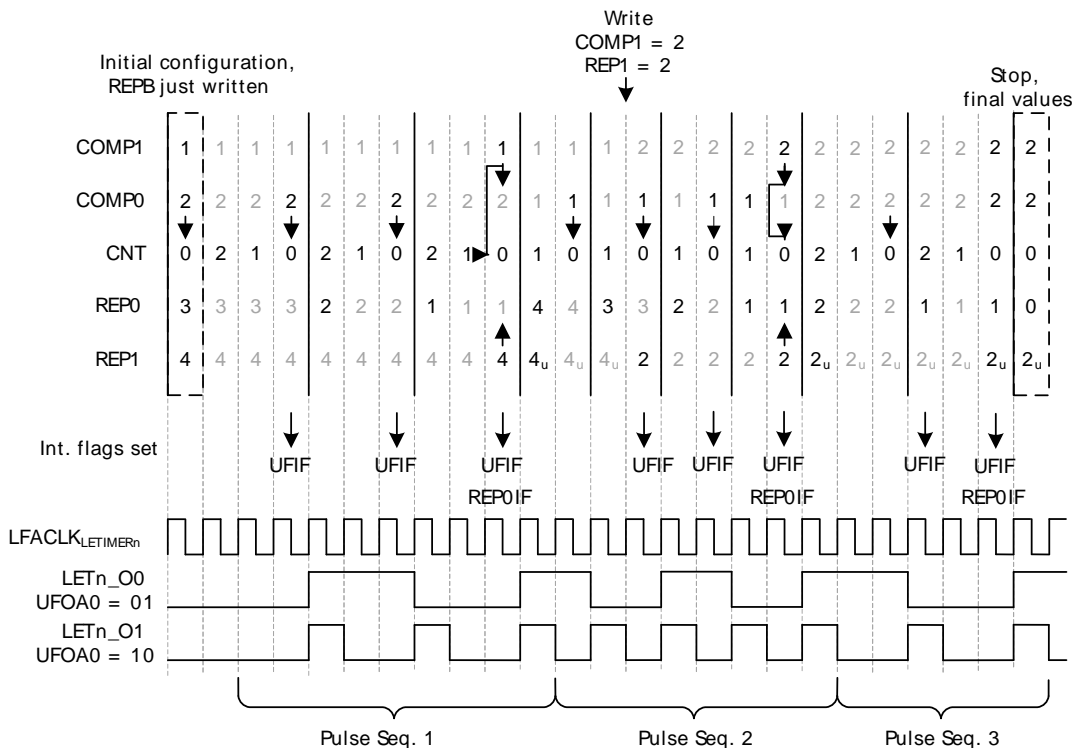 Write
COMP1 = 2
REP1 = 2
Initial configuration,
REPB just written
Stop,
final values
COMP1 1 1 1 1 1 1 1 1 1 1 1 1 1 2 2 2 2 2 2 2 2 2 2 2 2
COMP0 2 2 2 2 2 2 2 2 2 2 1 1 1 1 1 1 1 1 2 2 2 2 2 2 2
CNT 0 2 1 0 2 1 0 2 1 0 1 0 1 0 1 0 1 0 2 1 0 2 1 0 0
REP0 3 3 3 3 2 2 2 1 1 1 4 4 3 3 2 2 1 1 2 2 2 1 1 1 0
REP1 4 4 4 4 4 4 4 4 4 4 4u 4u 4u 2 2 2 2 2 2u 2u 2u 2u 2u 2u 2u
Int. flags set
UFIF UFIF UFIF UFIF UFIF UFIF UFIF UFIF
REP0IF REP0IF REP0IF
LFACLKLETIMERn
LETn_O0
UFOA0 = 01
LETn_O1
UFOA0 = 10
Pulse Seq. 1 Pulse Seq. 2 Pulse Seq. 3